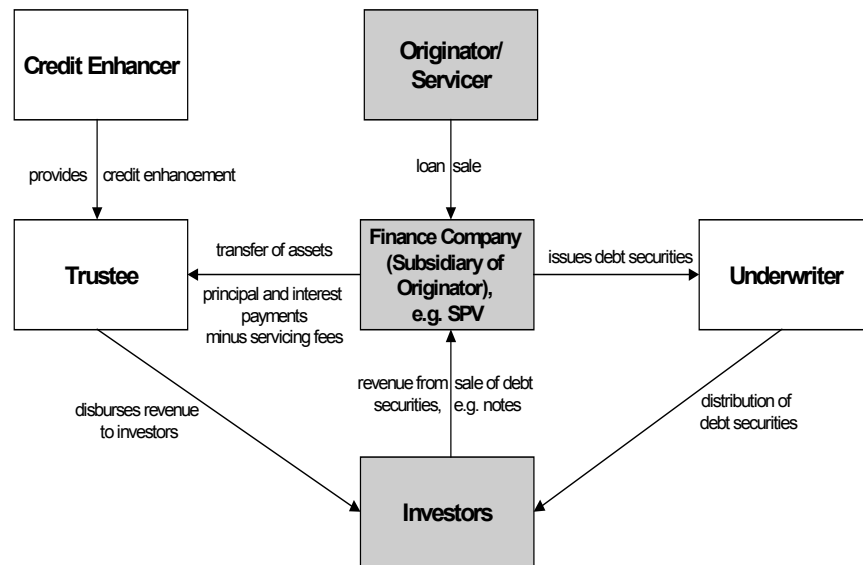 Credit Enhancer
Originator/
Servicer
provides credit enhancement
loan sale
Trustee
transfer of assets
principal and interest
payments
minus servicing fees
Finance Company
(Subsidiary of
Originator),
e.g. SPV
issues debt securities
Underwriter
disburses revenue
to investors
revenue from sale of debt
securities, e.g. notes
distribution of
debt securities
Investors